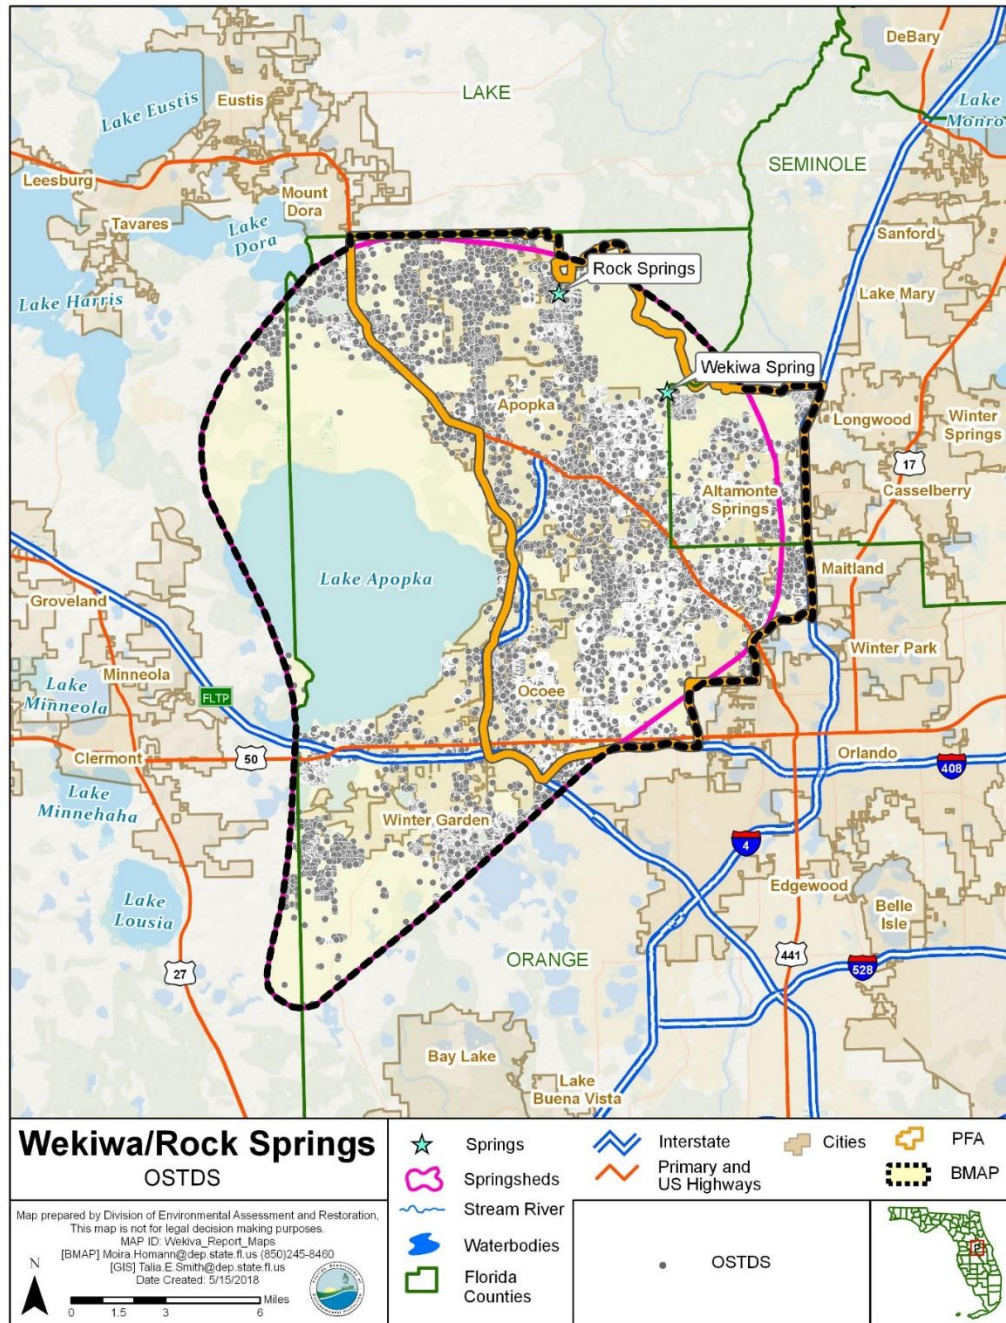 DeBary
LAKE
Lake Eustis
Eustis
Lake
Monro
SEMINOLE
Leesburg
Mount
Dora
Tavares
Lake
Dora
Sanford
Rock Springs
Lake Mary
Lake Harris
Wekiwa Spring
Apopka
Longwood
Winter
Springs
17
Altamonte
Springs
Casselberry
Lake Apopka
Maitland
Groveland
Winter Park
Minneola
Lake
Minneola
FLTP
Ocoee
Clermont
50
Orlando
408
Lake
Minnehaha
Winter Garden
4
Edgewood
Lake
Lousia
Belle
Isle
27
ORANGE
441
528
Bay Lake
Lake
Buena Vista
Wekiwa/Rock Springs
OSTDS
Map prepared by Division of Environmental Assessment and Restoration,
This map is not for legal decision making purposes.
MAP ID: Wekiva_Report_Maps
[BMAP] Moira.Homann@dep.state.fl.us (850)245-8460
[GIS] Talia.E.Smith@dep.state.fl.us
Date Created: 5/15/2018
N
Miles
0 1.5 3 6
Springs
Springsheds
Stream River
Waterbodies
Florida
Counties
Interstate
Primary and
US Highways
Cities
PFA
BMAP
OSTDS